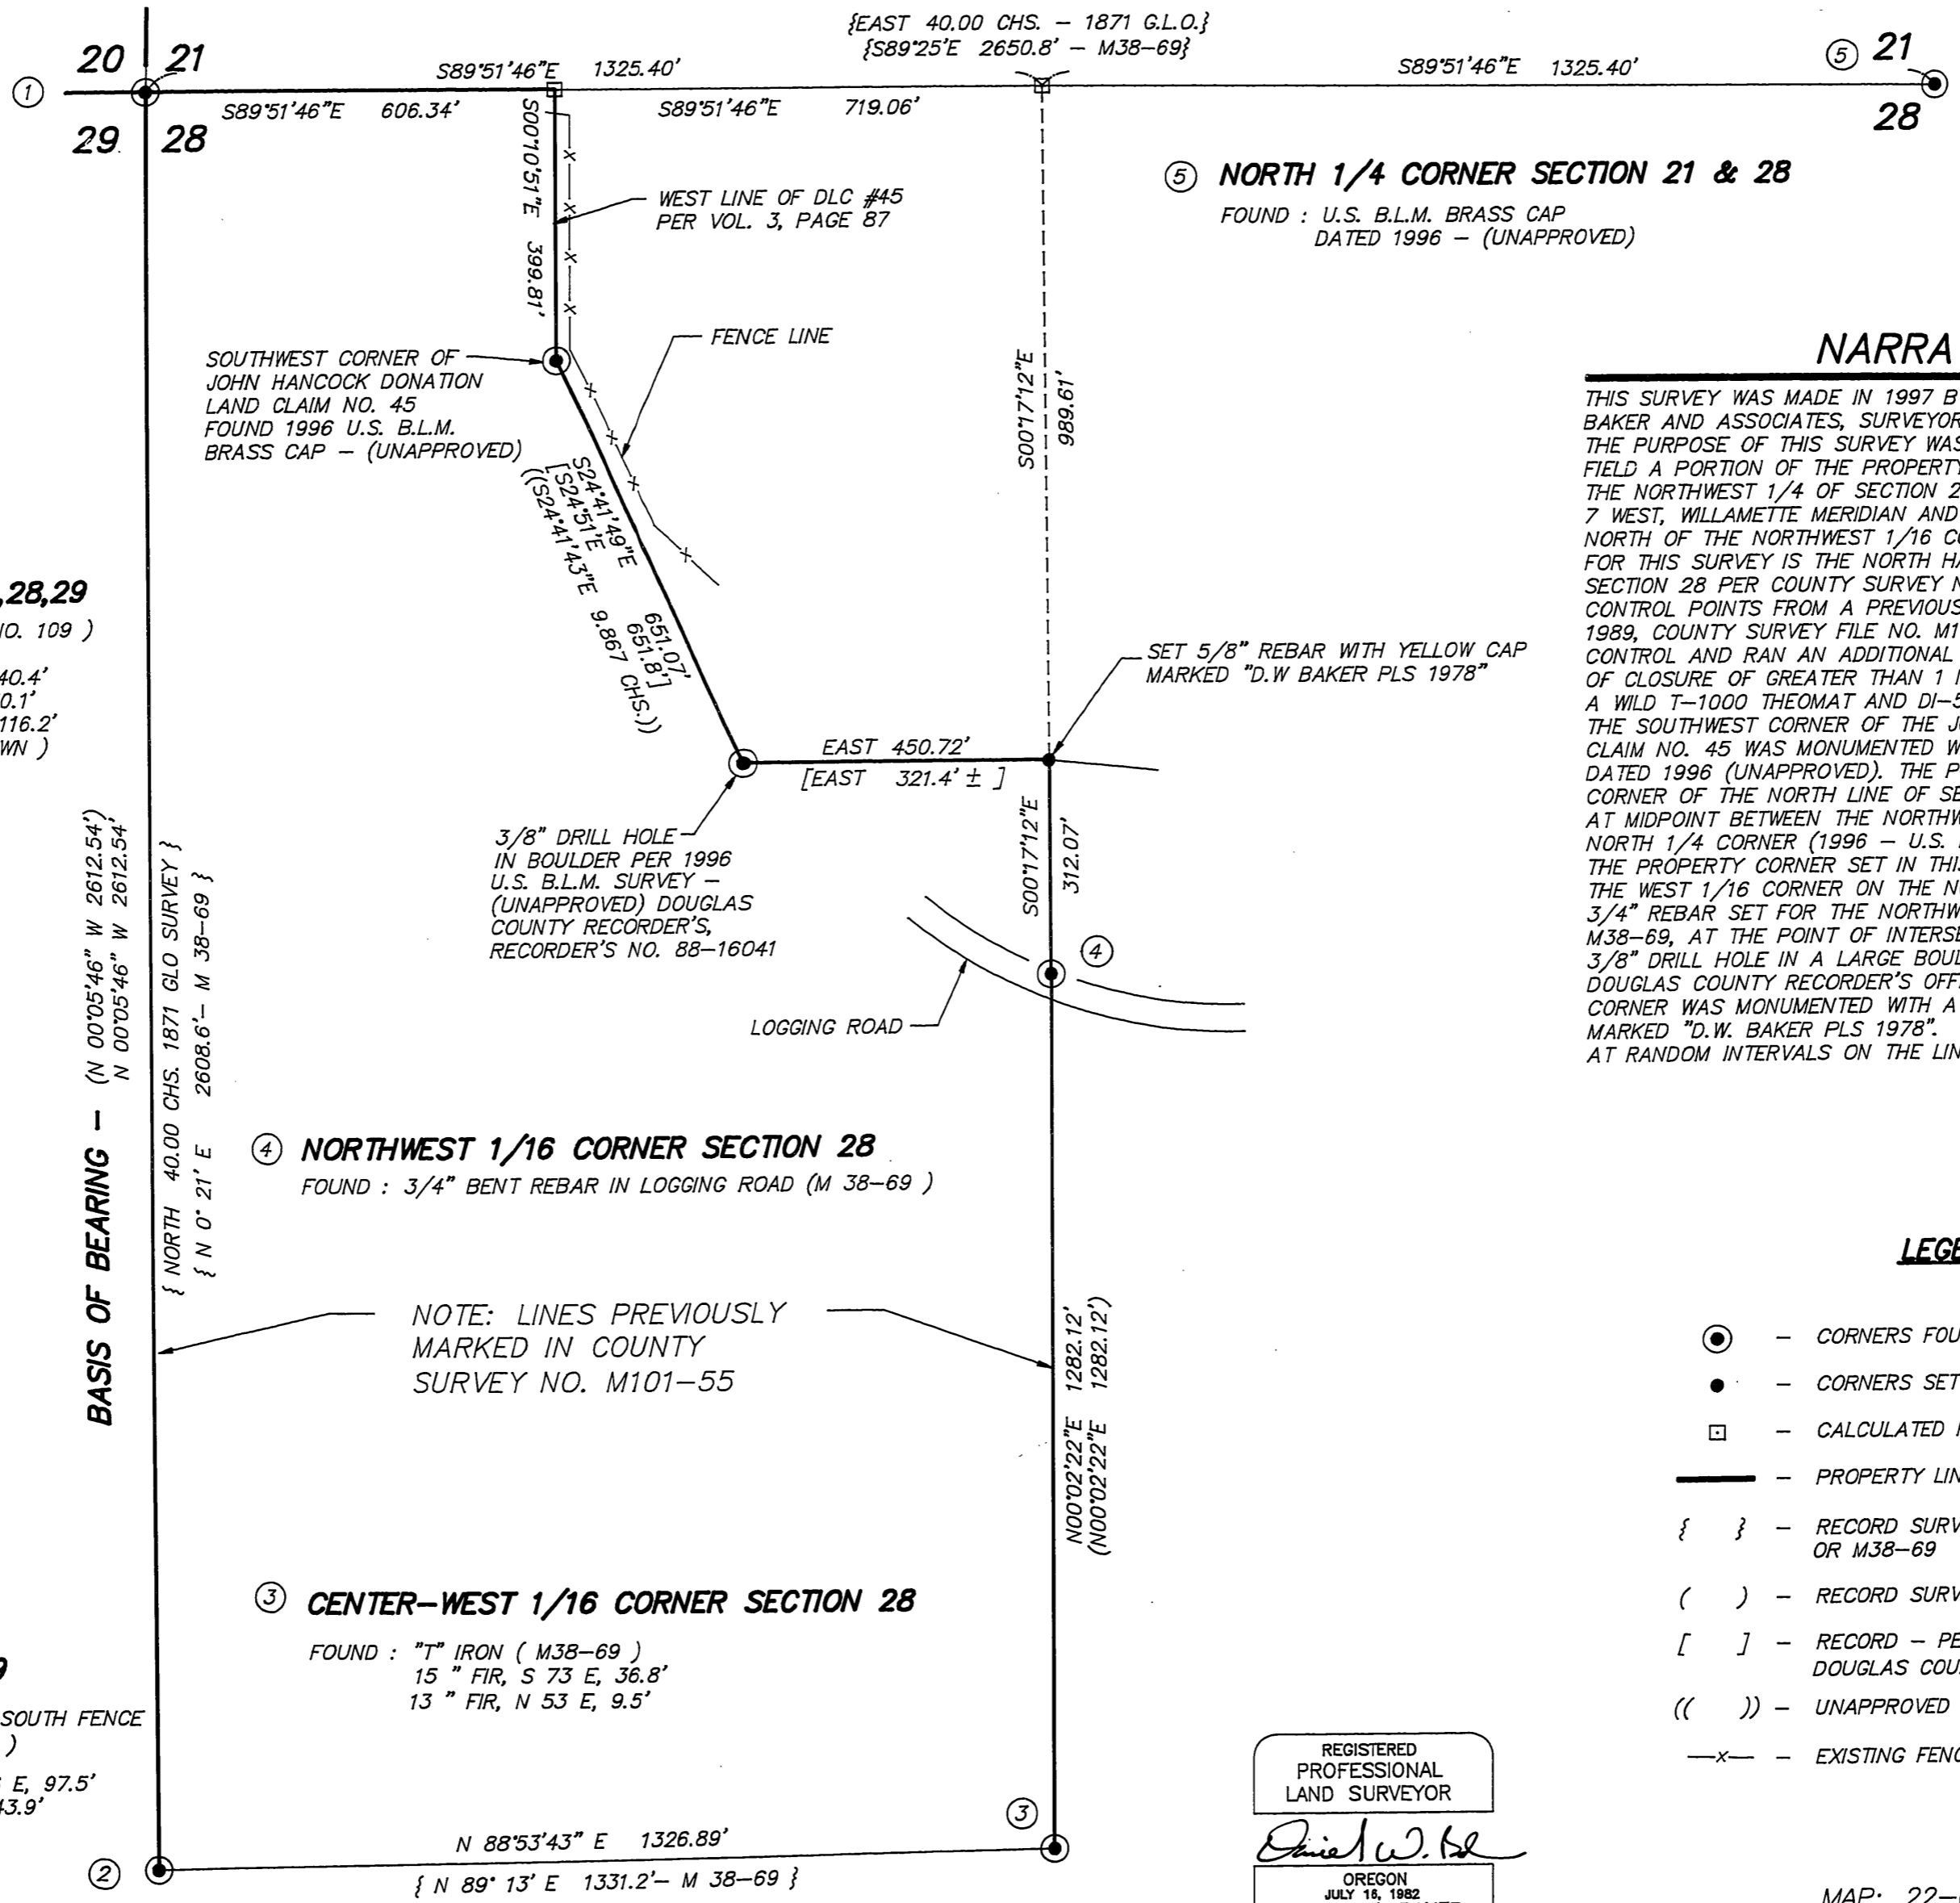 {EAST 40.00 CHS. – 1871 G.L.O.}
{S89°25'E 2650.8' – M38–69}
20 21
29 28
1
S89°51'46"E 1325.40'
S89°51'46"E 606.34'
S89°51'46"E 719.06'
S89°51'46"E 1325.40'
5 21
28
S00°10'51"E 399.81'
WEST LINE OF DLC #45
PER VOL. 3, PAGE 87
5 NORTH 1/4 CORNER SECTION 21 & 28
FOUND : U.S. B.L.M. BRASS CAP
DATED 1996 – (UNAPPROVED)
FENCE LINE
SOUTHWEST CORNER OF
JOHN HANCOCK DONATION
LAND CLAIM NO. 45
FOUND 1996 U.S. B.L.M.
BRASS CAP – (UNAPPROVED)
S00°17'12"E
989.61'
S24°41'49"E 651.07'
[S24°51'E 651.8']
((S24°41'43"E 9.867 CHS.))
NARRA
THIS SURVEY WAS MADE IN 1997 B
BAKER AND ASSOCIATES, SURVEYOR
THE PURPOSE OF THIS SURVEY WAS
FIELD A PORTION OF THE PROPERTY
THE NORTHWEST 1/4 OF SECTION 2
7 WEST, WILLAMETTE MERIDIAN AND
NORTH OF THE NORTHWEST 1/16 CO
FOR THIS SURVEY IS THE NORTH HA
SECTION 28 PER COUNTY SURVEY N
CONTROL POINTS FROM A PREVIOUS
1989, COUNTY SURVEY FILE NO. M1
CONTROL AND RAN AN ADDITIONAL
OF CLOSURE OF GREATER THAN 1 I
A WILD T–1000 THEOMAT AND DI–5
THE SOUTHWEST CORNER OF THE JO
CLAIM NO. 45 WAS MONUMENTED W
DATED 1996 (UNAPPROVED). THE P
CORNER OF THE NORTH LINE OF SE
AT MIDPOINT BETWEEN THE NORTHW
NORTH 1/4 CORNER (1996 – U.S.
THE PROPERTY CORNER SET IN THIS
THE WEST 1/16 CORNER ON THE NO
3/4" REBAR SET FOR THE NORTHW
M38–69, AT THE POINT OF INTERSE
3/8" DRILL HOLE IN A LARGE BOUL
DOUGLAS COUNTY RECORDER'S OFF
CORNER WAS MONUMENTED WITH A
MARKED "D.W. BAKER PLS 1978".
AT RANDOM INTERVALS ON THE LIN
,28,29
NO. 109 )
40.4'
0.1'
116.2'
WN )
SET 5/8" REBAR WITH YELLOW CAP
MARKED "D.W BAKER PLS 1978"
EAST 450.72'
[EAST 321.4' ± ]
3/8" DRILL HOLE
IN BOULDER PER 1996
U.S. B.L.M. SURVEY –
(UNAPPROVED) DOUGLAS
COUNTY RECORDER'S,
RECORDER'S NO. 88–16041
S00°17'12"E
312.07'
4
LOGGING ROAD
BASIS OF BEARING – (N 00°05'46" W 2612.54')
N 00°05'46" W 2612.54'
{ NORTH 40.00 CHS. 1871 GLO SURVEY }
{ N 0° 21' E 2608.6'– M 38–69 }
4 NORTHWEST 1/16 CORNER SECTION 28
FOUND : 3/4" BENT REBAR IN LOGGING ROAD (M 38–69 )
NOTE: LINES PREVIOUSLY
MARKED IN COUNTY
SURVEY NO. M101–55
N00°02'22"E 1282.12'
(N00°02'22"E 1282.12')
LEGE
– CORNERS FOU
– CORNERS SET
– CALCULATED
– PROPERTY LIN
{ } – RECORD SURV
OR M38–69
( ) – RECORD SURV
[ ] – RECORD – PE
DOUGLAS COU
(( )) – UNAPPROVED
—x— – EXISTING FENC
3 CENTER–WEST 1/16 CORNER SECTION 28
FOUND : "T" IRON ( M38–69 )
15 " FIR, S 73 E, 36.8'
13 " FIR, N 53 E, 9.5'
9
SOUTH FENCE
)
E, 97.5'
43.9'
3
2
N 88°53'43" E 1326.89'
{ N 89° 13' E 1331.2'– M 38–69 }
REGISTERED
PROFESSIONAL
LAND SURVEYOR
OREGON
JULY 16, 1982
MAP: 22–